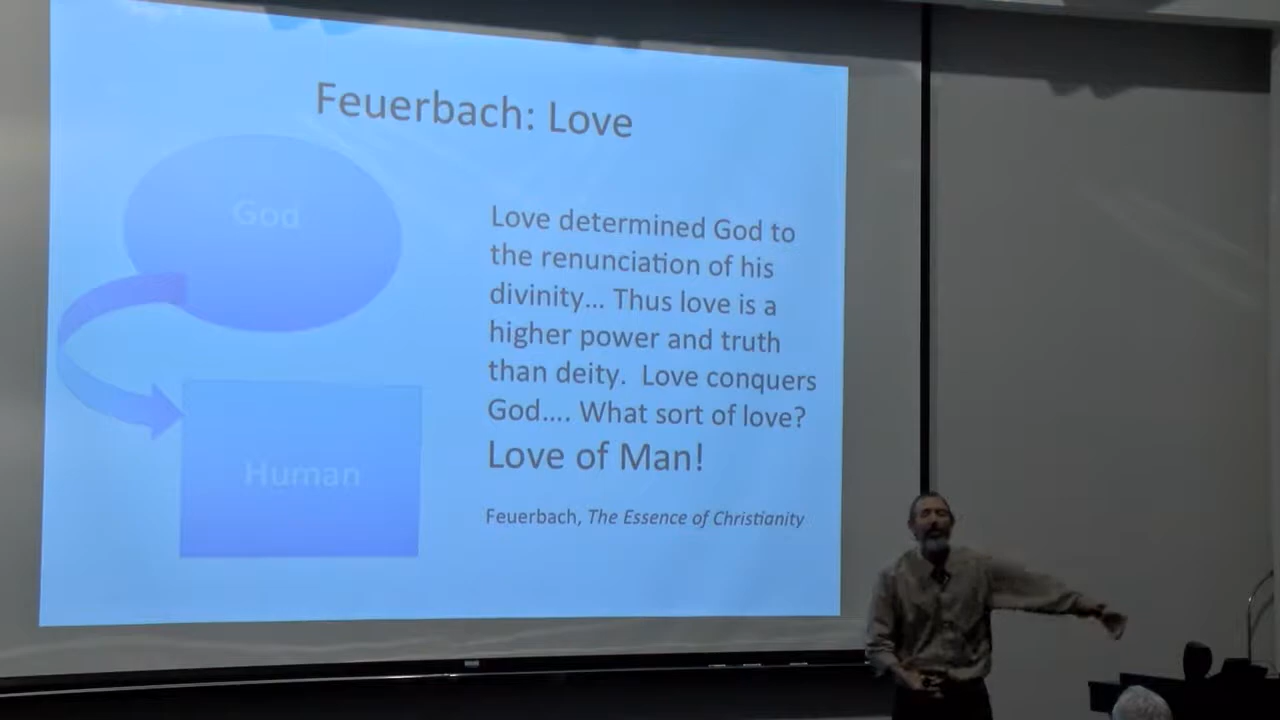 Feuerbach: Love
God
Human
Love determined God to
the renunciation of his
divinity... Thus love is a
higher power and truth
than deity.  Love conquers
God.... What sort of love?
Love of Man!
Feuerbach, The Essence of Christianity